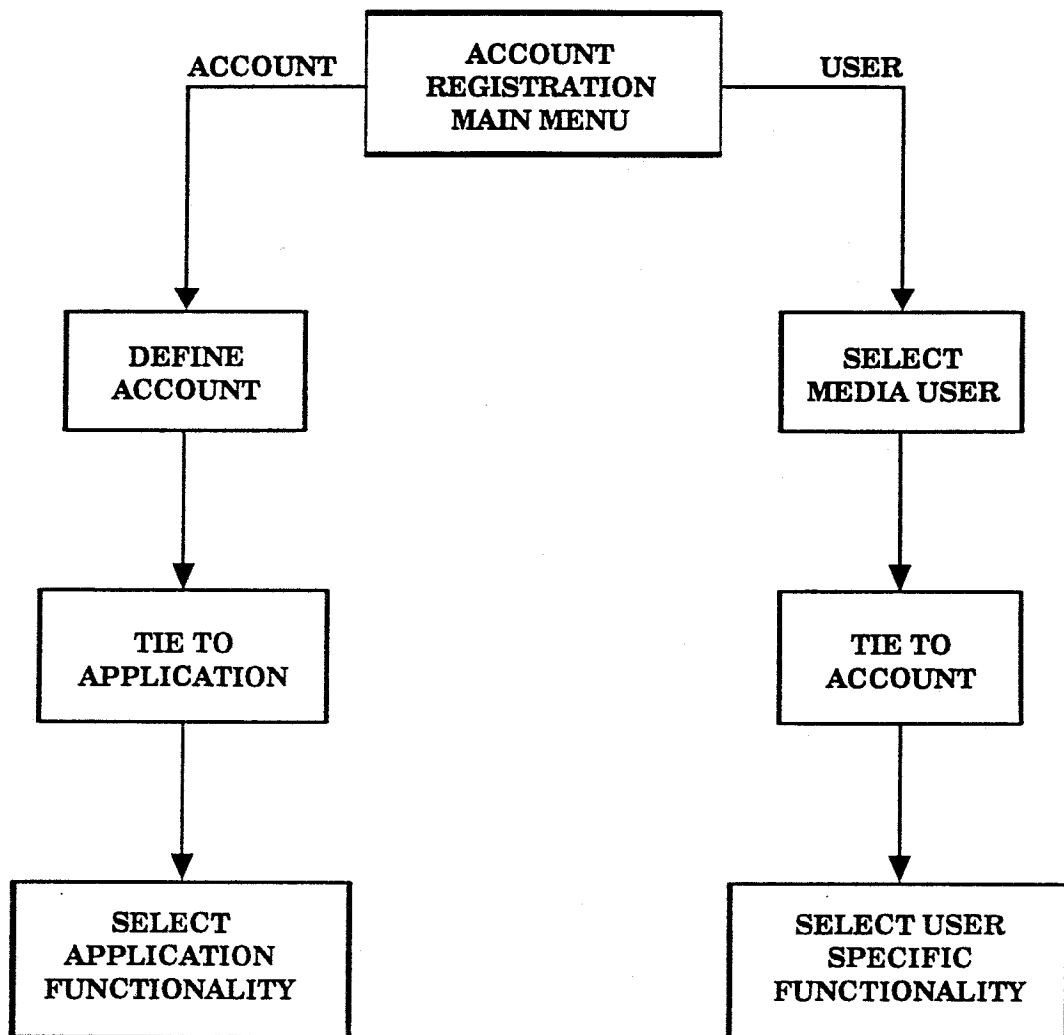 ACCOUNT
REGISTRATION
MAIN MENU
ACCOUNT
USER
DEFINE
ACCOUNT
SELECT
MEDIA USER
TIE TO
APPLICATION
TIE TO
ACCOUNT
SELECT
APPLICATION
FUNCTIONALITY
SELECT USER
SPECIFIC
FUNCTIONALITY